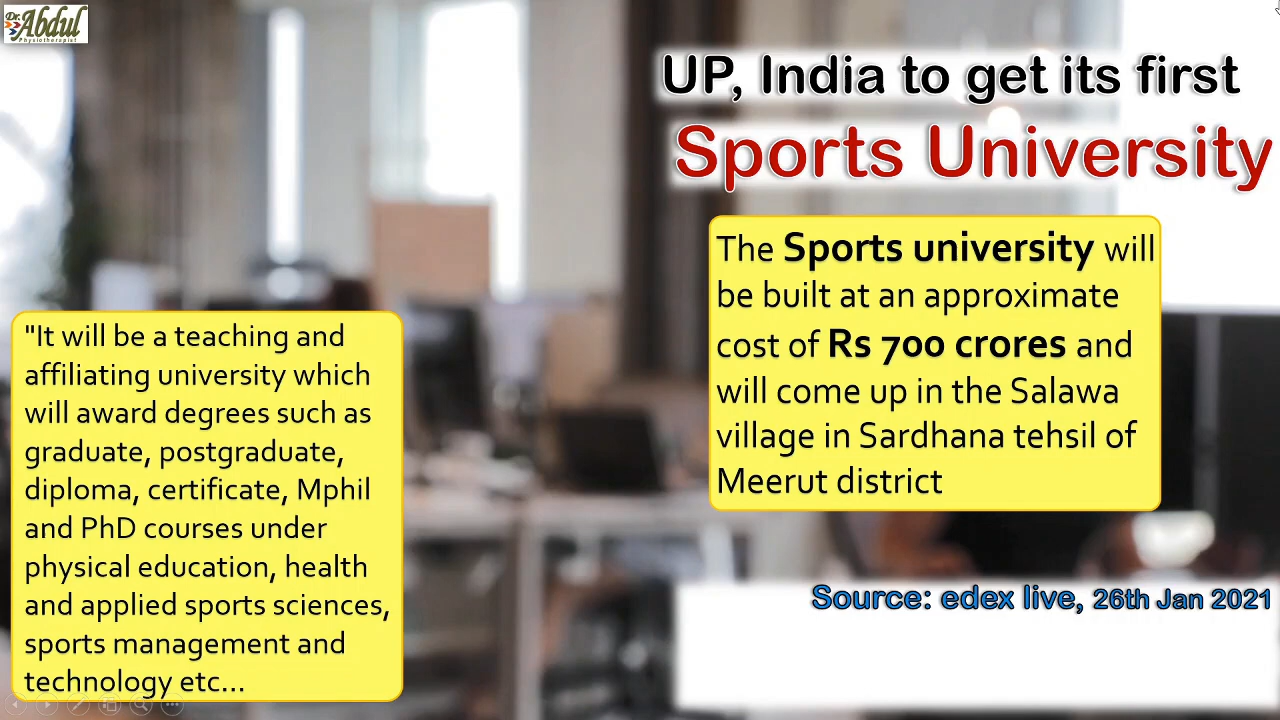 Dr.
Abdul
Physiotherapist
UP, India to get its first
Sports University
The Sports university will
be built at an approximate
cost of Rs 700 crores and
will come up in the Salawa
village in Sardhana tehsil of
Meerut district
"It will be a teaching and
affiliating university which
will award degrees such as
graduate, postgraduate,
diploma, certificate, Mphil
and PhD courses under
physical education, health
and applied sports sciences,
sports management and
technology etc...
Source: edex live, 26th Jan 2021